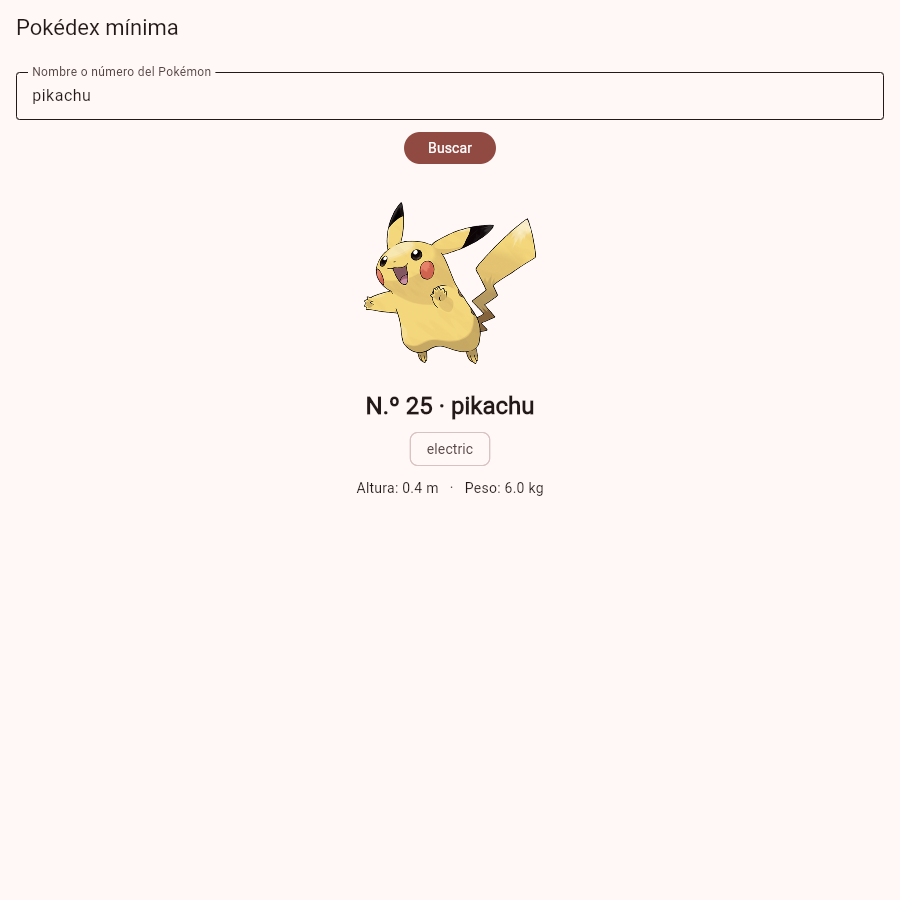 Pokédex mínima
Nombre o número del Pokémon
pikachu
Buscar
N.º 25 · pikachu
electric
Altura: 0.4 m · Peso: 6.0 kg